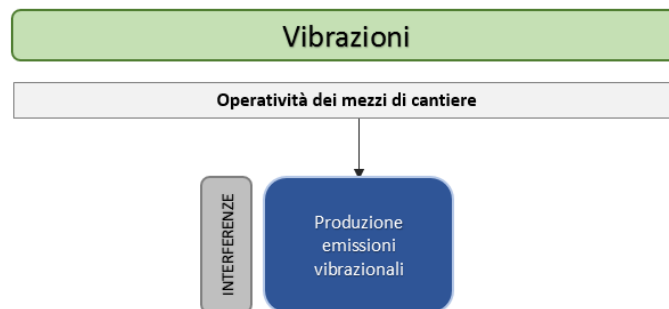 Vibrazioni
Operatività dei mezzi di cantiere
INTERFERENZE
Produzione
emissioni
vibrazionali